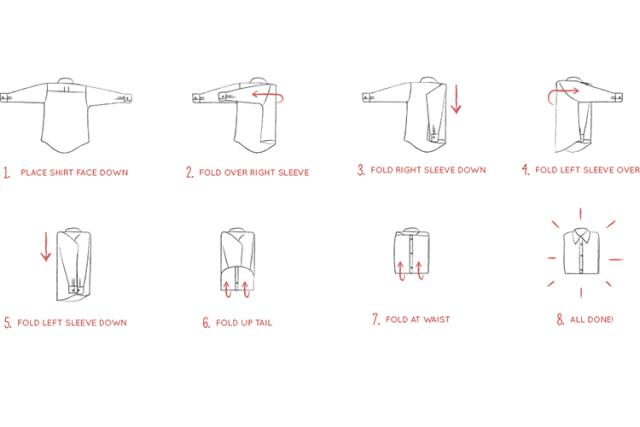 1. PLACE SHIRT FACE DOWN
2. FOLD OVER RIGHT SLEEVE
3. FOLD RIGHT SLEEVE DOWN
4. FOLD LEFT SLEEVE OVER
5. FOLD LEFT SLEEVE DOWN
6. FOLD UP TAIL
7. FOLD AT WAIST
8. ALL DONE!